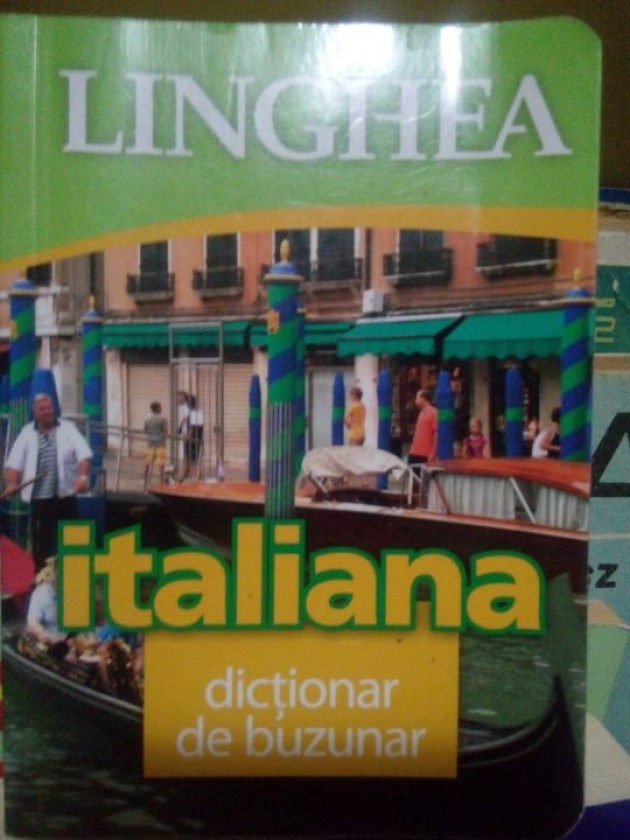 LINGHEA
italiana
dicționar
de buzunar